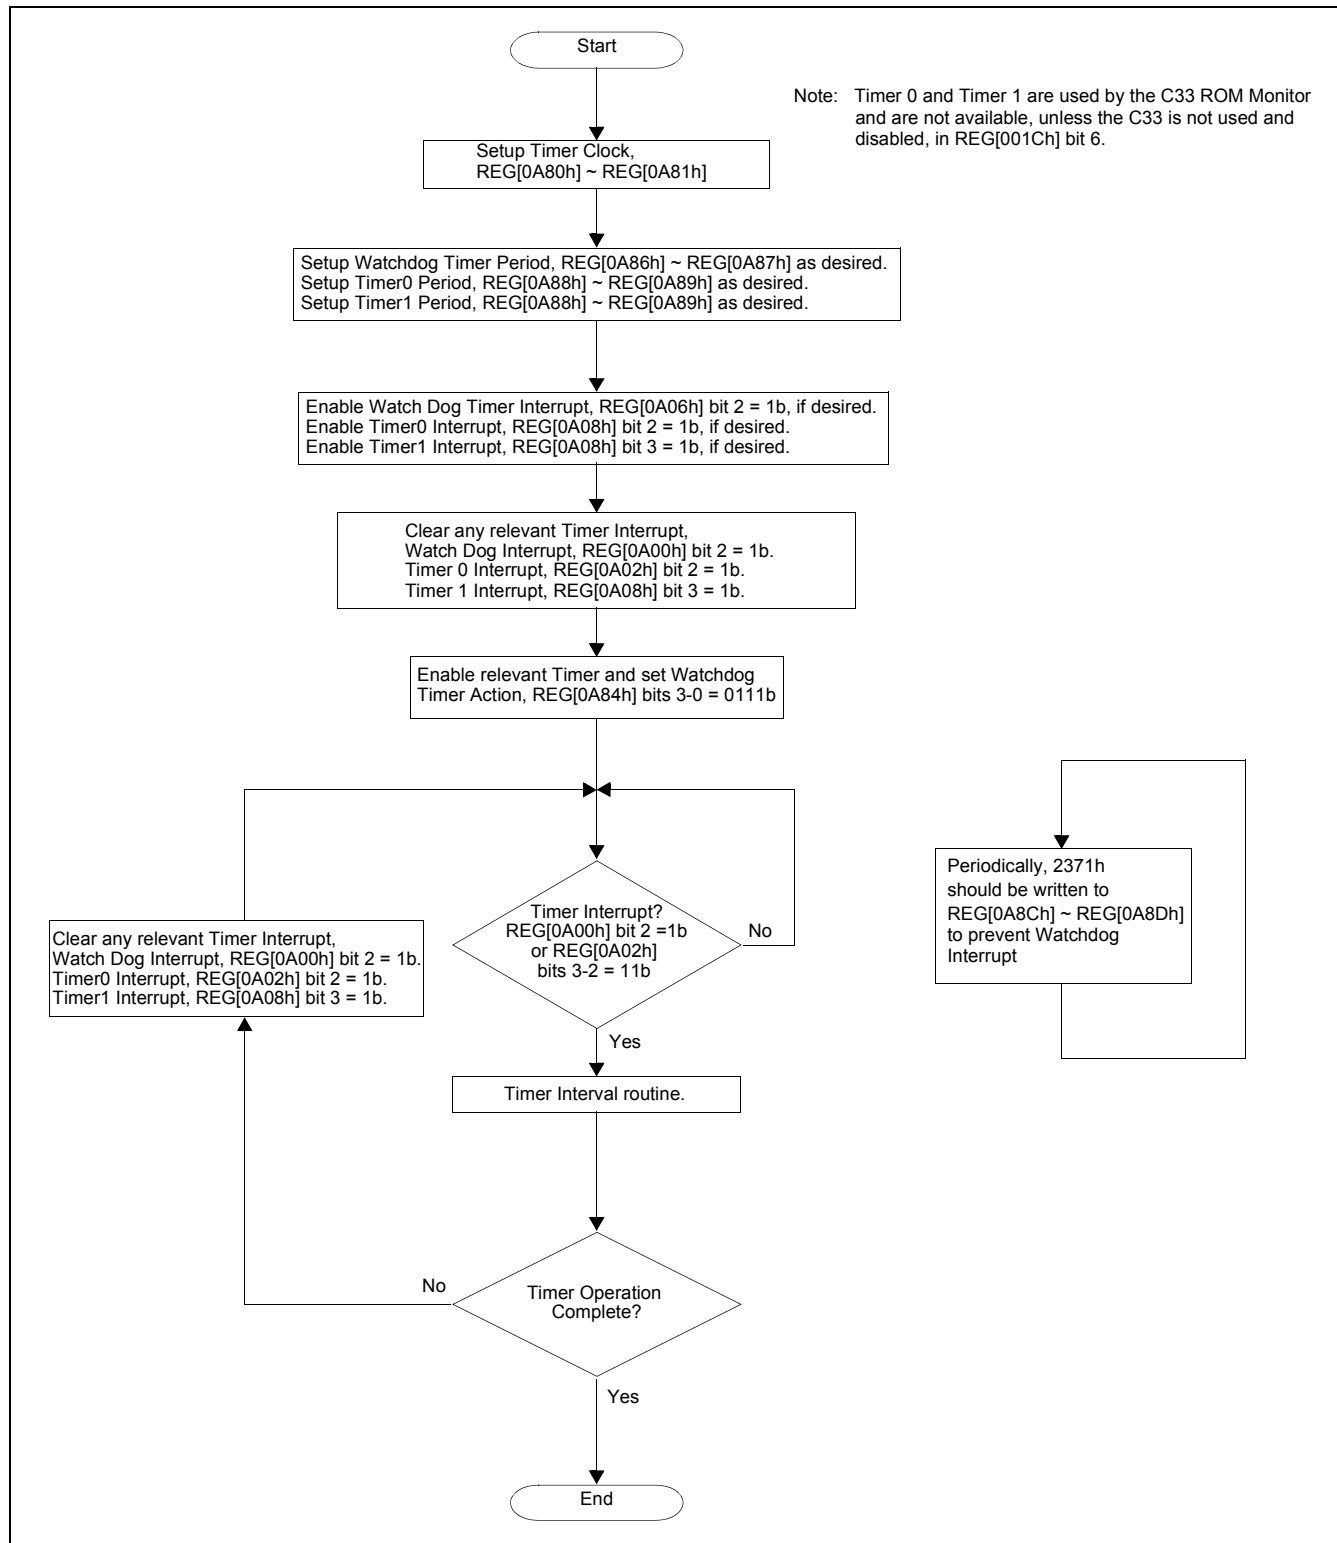 Start
Note: Timer 0 and Timer 1 are used by the C33 ROM Monitor
and are not available, unless the C33 is not used and
disabled, in REG[001Ch] bit 6.
Setup Timer Clock,
REG[0A80h] ~ REG[0A81h]
Setup Watchdog Timer Period, REG[0A86h] ~ REG[0A87h] as desired.
Setup Timer0 Period, REG[0A88h] ~ REG[0A89h] as desired.
Setup Timer1 Period, REG[0A88h] ~ REG[0A89h] as desired.
Enable Watch Dog Timer Interrupt, REG[0A06h] bit 2 = 1b, if desired.
Enable Timer0 Interrupt, REG[0A08h] bit 2 = 1b, if desired.
Enable Timer1 Interrupt, REG[0A08h] bit 3 = 1b, if desired.
Clear any relevant Timer Interrupt,
Watch Dog Interrupt, REG[0A00h] bit 2 = 1b.
Timer 0 Interrupt, REG[0A02h] bit 2 = 1b.
Timer 1 Interrupt, REG[0A08h] bit 3 = 1b.
Enable relevant Timer and set Watchdog
Timer Action, REG[0A84h] bits 3-0 = 0111b
Timer Interrupt?
REG[0A00h] bit 2 =1b
or REG[0A02h]
bits 3-2 = 11b
No
Yes
Clear any relevant Timer Interrupt,
Watch Dog Interrupt, REG[0A00h] bit 2 = 1b.
Timer0 Interrupt, REG[0A02h] bit 2 = 1b.
Timer1 Interrupt, REG[0A08h] bit 3 = 1b.
Periodically, 2371h
should be written to
REG[0A8Ch] ~ REG[0A8Dh]
to prevent Watchdog
Interrupt
Timer Interval routine.
No
Timer Operation
Complete?
Yes
End